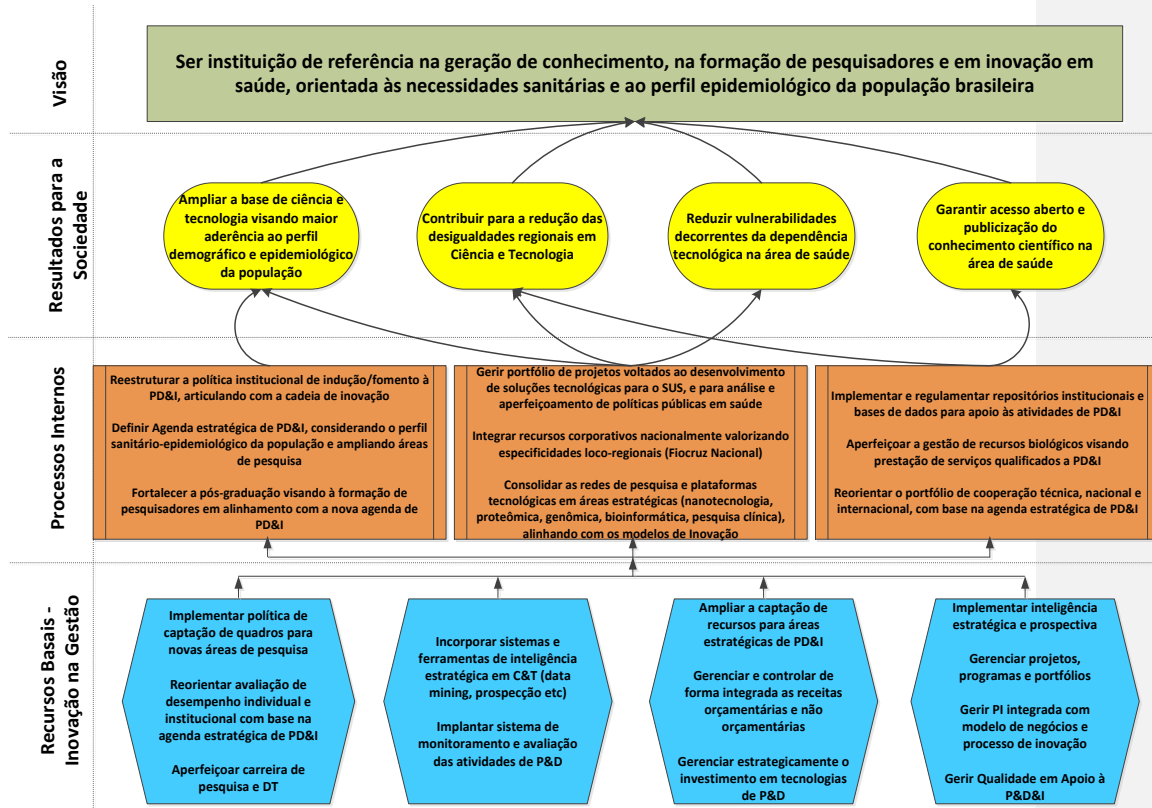 Visão
Ser instituição de referência na geração de conhecimento, na formação de pesquisadores e em inovação em
saúde, orientada às necessidades sanitárias e ao perfil epidemiológico da população brasileira
Resultados para a
Sociedade
Ampliar a base de ciência e
tecnologia visando maior
aderência ao perfil
demográfico e epidemiológico
da população
Contribuir para a redução das
desigualdades regionais em
Ciência e Tecnologia
Reduzir vulnerabilidades
decorrentes da dependência
tecnológica na área de saúde
Garantir acesso aberto e
publicização do
conhecimento científico na
área de saúde
Processos Internos
Reestruturar a política institucional de indução/fomento à
PD&I, articulando com a cadeia de inovação
Definir Agenda estratégica de PD&I, considerando o perfil
sanitário-epidemiológico da população e ampliando áreas
de pesquisa
Fortalecer a pós-graduação visando à formação de
pesquisadores em alinhamento com a nova agenda de
PD&I
Gerir portfólio de projetos voltados ao desenvolvimento
de soluções tecnológicas para o SUS, e para análise e
aperfeiçoamento de políticas públicas em saúde
Integrar recursos corporativos nacionalmente valorizando
especificidades loco-regionais (Fiocruz Nacional)
Consolidar as redes de pesquisa e plataformas
tecnológicas em áreas estratégicas (nanotecnologia,
proteômica, genômica, bioinformática, pesquisa clínica),
alinhando com os modelos de Inovação
Implementar e regulamentar repositórios institucionais e
bases de dados para apoio às atividades de PD&I
Aperfeiçoar a gestão de recursos biológicos visando
prestação de serviços qualificados a PD&I
Reorientar o portfólio de cooperação técnica, nacional e
internacional, com base na agenda estratégica de PD&I
Recursos Basais -
Inovação na Gestão
Implementar política de
captação de quadros para
novas áreas de pesquisa
Reorientar avaliação de
desempenho individual e
institucional com base na
agenda estratégica de PD&I
Aperfeiçoar carreira de
pesquisa e DT
Incorporar sistemas e
ferramentas de inteligência
estratégica em C&T (data
mining, prospecção etc)
Implantar sistema de
monitoramento e avaliação
das atividades de P&D
Ampliar a captação de
recursos para áreas
estratégicas de PD&I
Gerenciar e controlar de
forma integrada as receitas
orçamentárias e não
orçamentárias
Gerenciar estrategicamente o
investimento em tecnologias
de P&D
Implementar inteligência
estratégica e prospectiva
Gerenciar projetos,
programas e portfólios
Gerir PI integrada com
modelo de negócios e
processo de inovação
Gerir Qualidade em Apoio à
P&D&I